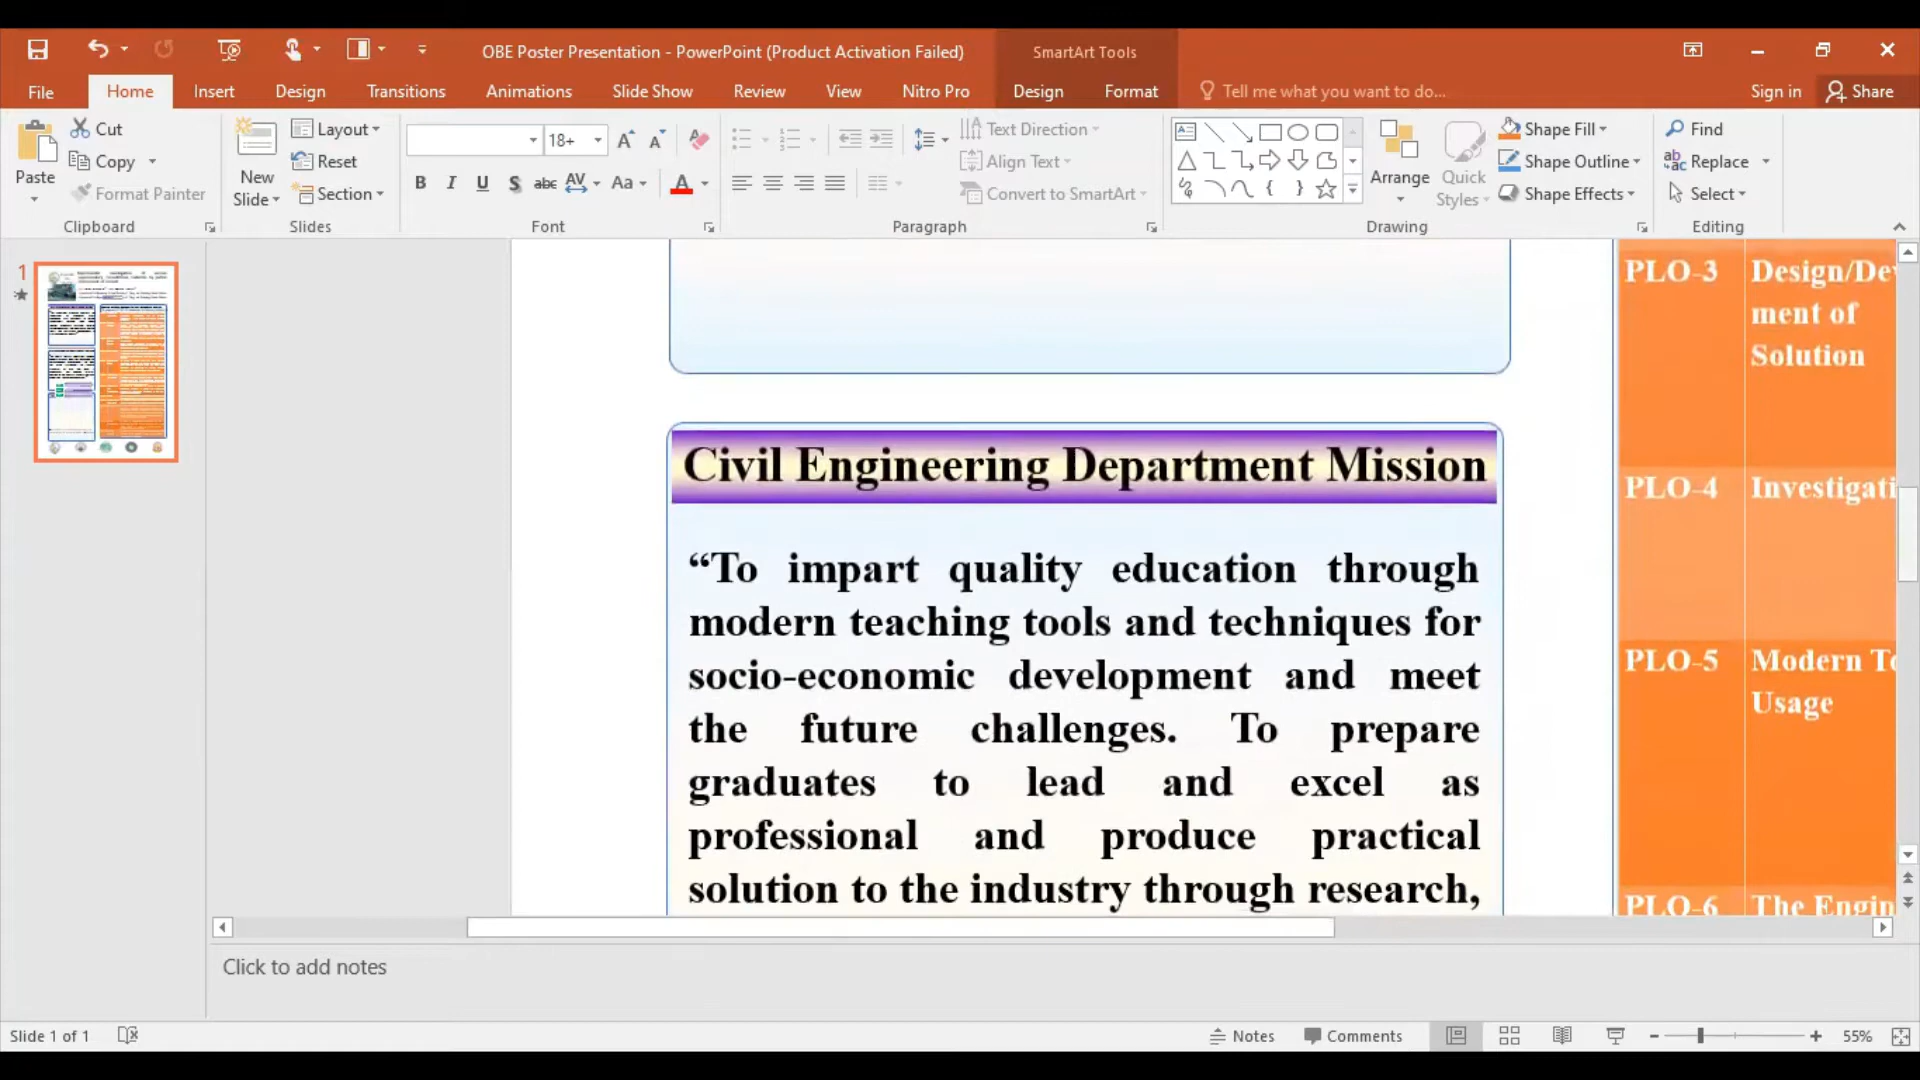 OBE Poster Presentation - PowerPoint (Product Activation Failed)
SmartArt Tools
File
Home
Insert
Design
Transitions
Animations
Slide Show
Review
View
Nitro Pro
Design
Format
Tell me what you want to do...
Sign in
Share
Paste
Cut
Copy
Format Painter
Clipboard
New
Slide
Layout
Reset
Section
Slides
18+
B I U S abc AV Aa A
Font
Text Direction
Align Text
Convert to SmartArt
Paragraph
Arrange
Quick
Styles
Shape Fill
Shape Outline
Shape Effects
Drawing
Find
Replace
Select
Editing
1
Civil Engineering Department Mission
“To impart quality education through
modern teaching tools and techniques for
socio-economic development and meet
the future challenges. To prepare
graduates to lead and excel as
professional and produce practical
solution to the industry through research,
PLO-3
Design/Dev
ment of
Solution
PLO-4
Investigati
PLO-5
Modern To
Usage
PLO-6
The Engin
Click to add notes
Slide 1 of 1
Notes
Comments
55%